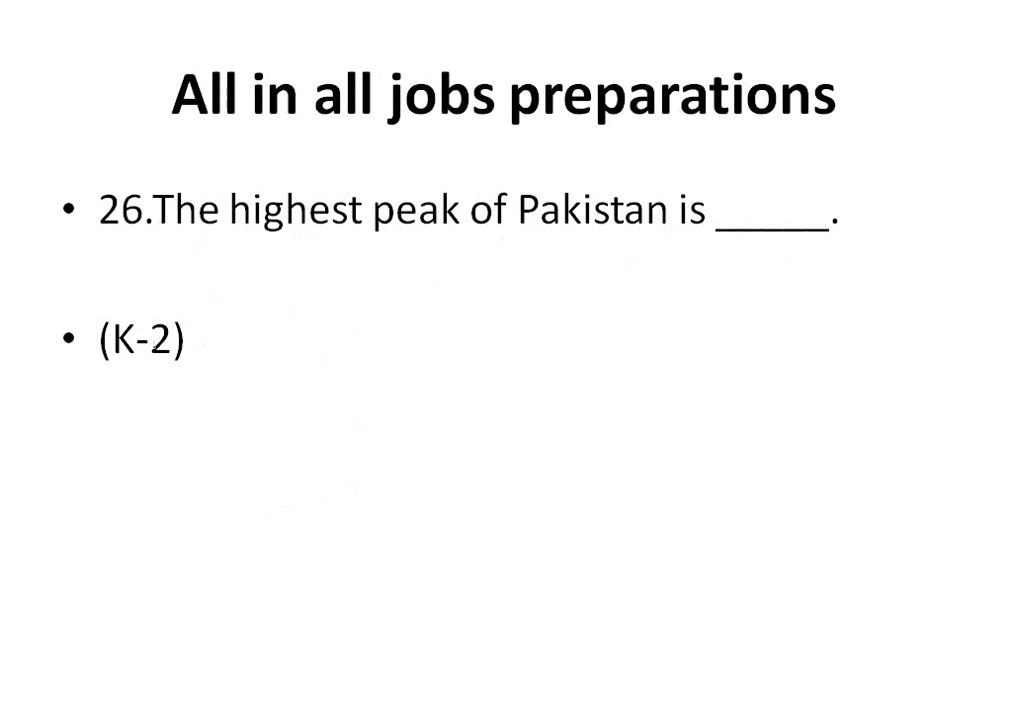 All in all jobs preparations
• 26.The highest peak of Pakistan is _____.
• (K-2)